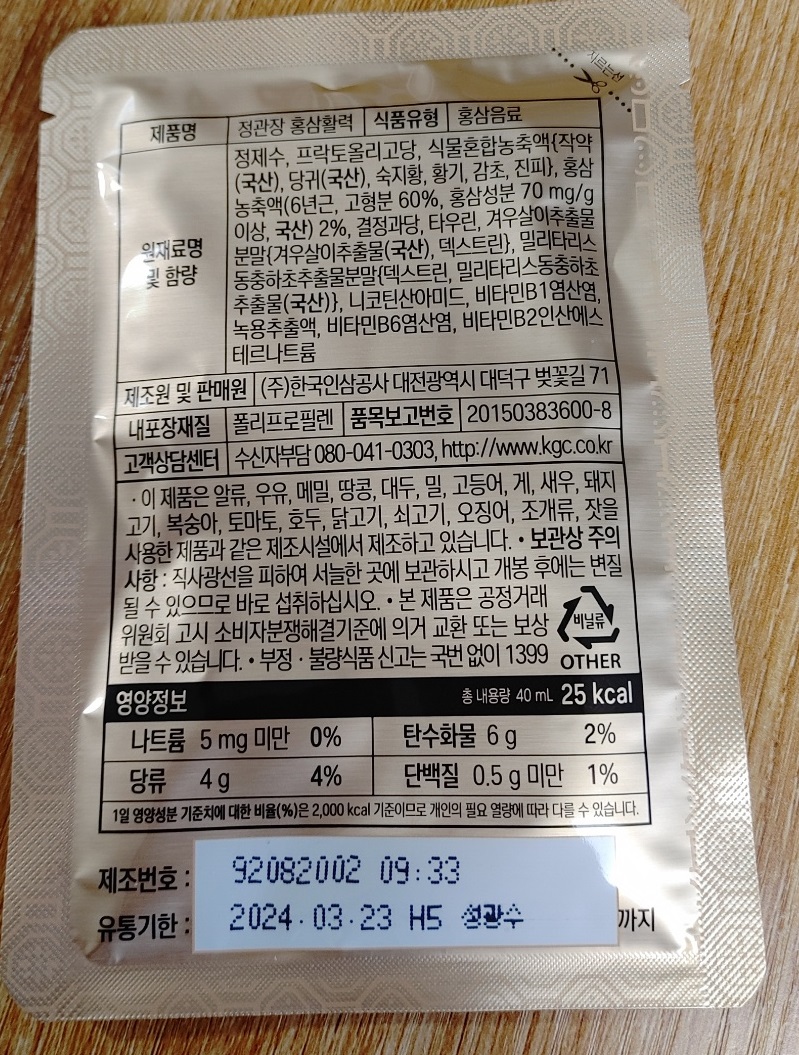 자르는선
제품명 정관장 홍삼활력 식품유형 홍삼음료
원재료명
및 함량
정제수, 프락토올리고당, 식물혼합농축액{작약
(국산), 당귀(국산), 숙지황, 황기, 감초, 진피}, 홍삼
농축액(6년근, 고형분 60%, 홍삼성분 70 mg/g
이상, 국산) 2%, 결정과당, 타우린, 겨우살이추출물
분말{겨우살이추출물(국산), 덱스트린}, 밀리타리스
동충하초추출물분말{덱스트린, 밀리타리스동충하초
추출물(국산)}, 니코틴산아미드, 비타민B1염산염,
녹용추출액, 비타민B6염산염, 비타민B2인산에스
테르나트륨
제조원 및 판매원 (주)한국인삼공사 대전광역시 대덕구 벚꽃길 71
내포장재질 폴리프로필렌 품목보고번호 20150383600-8
고객상담센터 수신자부담 080-041-0303, http://www.kgc.co.kr
· 이 제품은 알류, 우유, 메밀, 땅콩, 대두, 밀, 고등어, 게, 새우, 돼지
고기, 복숭아, 토마토, 호두, 닭고기, 쇠고기, 오징어, 조개류, 잣을
사용한 제품과 같은 제조시설에서 제조하고 있습니다. • 보관상 주의
사항 : 직사광선을 피하여 서늘한 곳에 보관하시고 개봉 후에는 변질
될 수 있으므로 바로 섭취하십시오. • 본 제품은 공정거래
위원회 고시 소비자분쟁해결기준에 의거 교환 또는 보상
받을 수 있습니다. • 부정 · 불량식품 신고는 국번 없이 1399
비닐류
OTHER
영양정보 총 내용량 40 mL 25 kcal
나트륨 5 mg 미만 0% 탄수화물 6 g 2%
당류 4 g 4% 단백질 0.5 g 미만 1%
1일 영양성분 기준치에 대한 비율(%)은 2,000 kcal 기준이므로 개인의 필요 열량에 따라 다를 수 있습니다.
제조번호 : 92082002 09:33
유통기한 : 2024.03.23 H5 성광수 까지